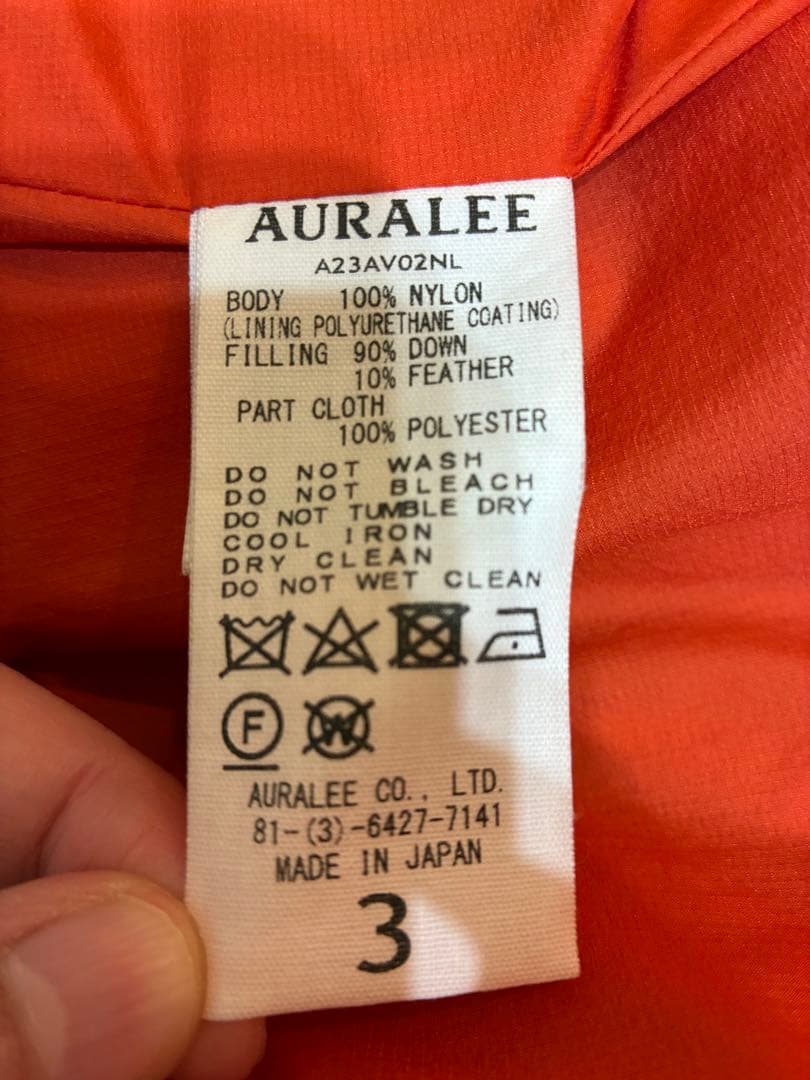 AURALEE
A23AV02NL
BODY 100% NYLON
(LINING POLYURETHANE COATING)
FILLING 90% DOWN
10% FEATHER
PART CLOTH
100% POLYESTER
DO NOT WASH
DO NOT BLEACH
DO NOT TUMBLE DRY
COOL IRON
DRY CLEAN
DO NOT WET CLEAN
F W
AURALEE CO., LTD.
81-(3)-6427-7141
MADE IN JAPAN
3